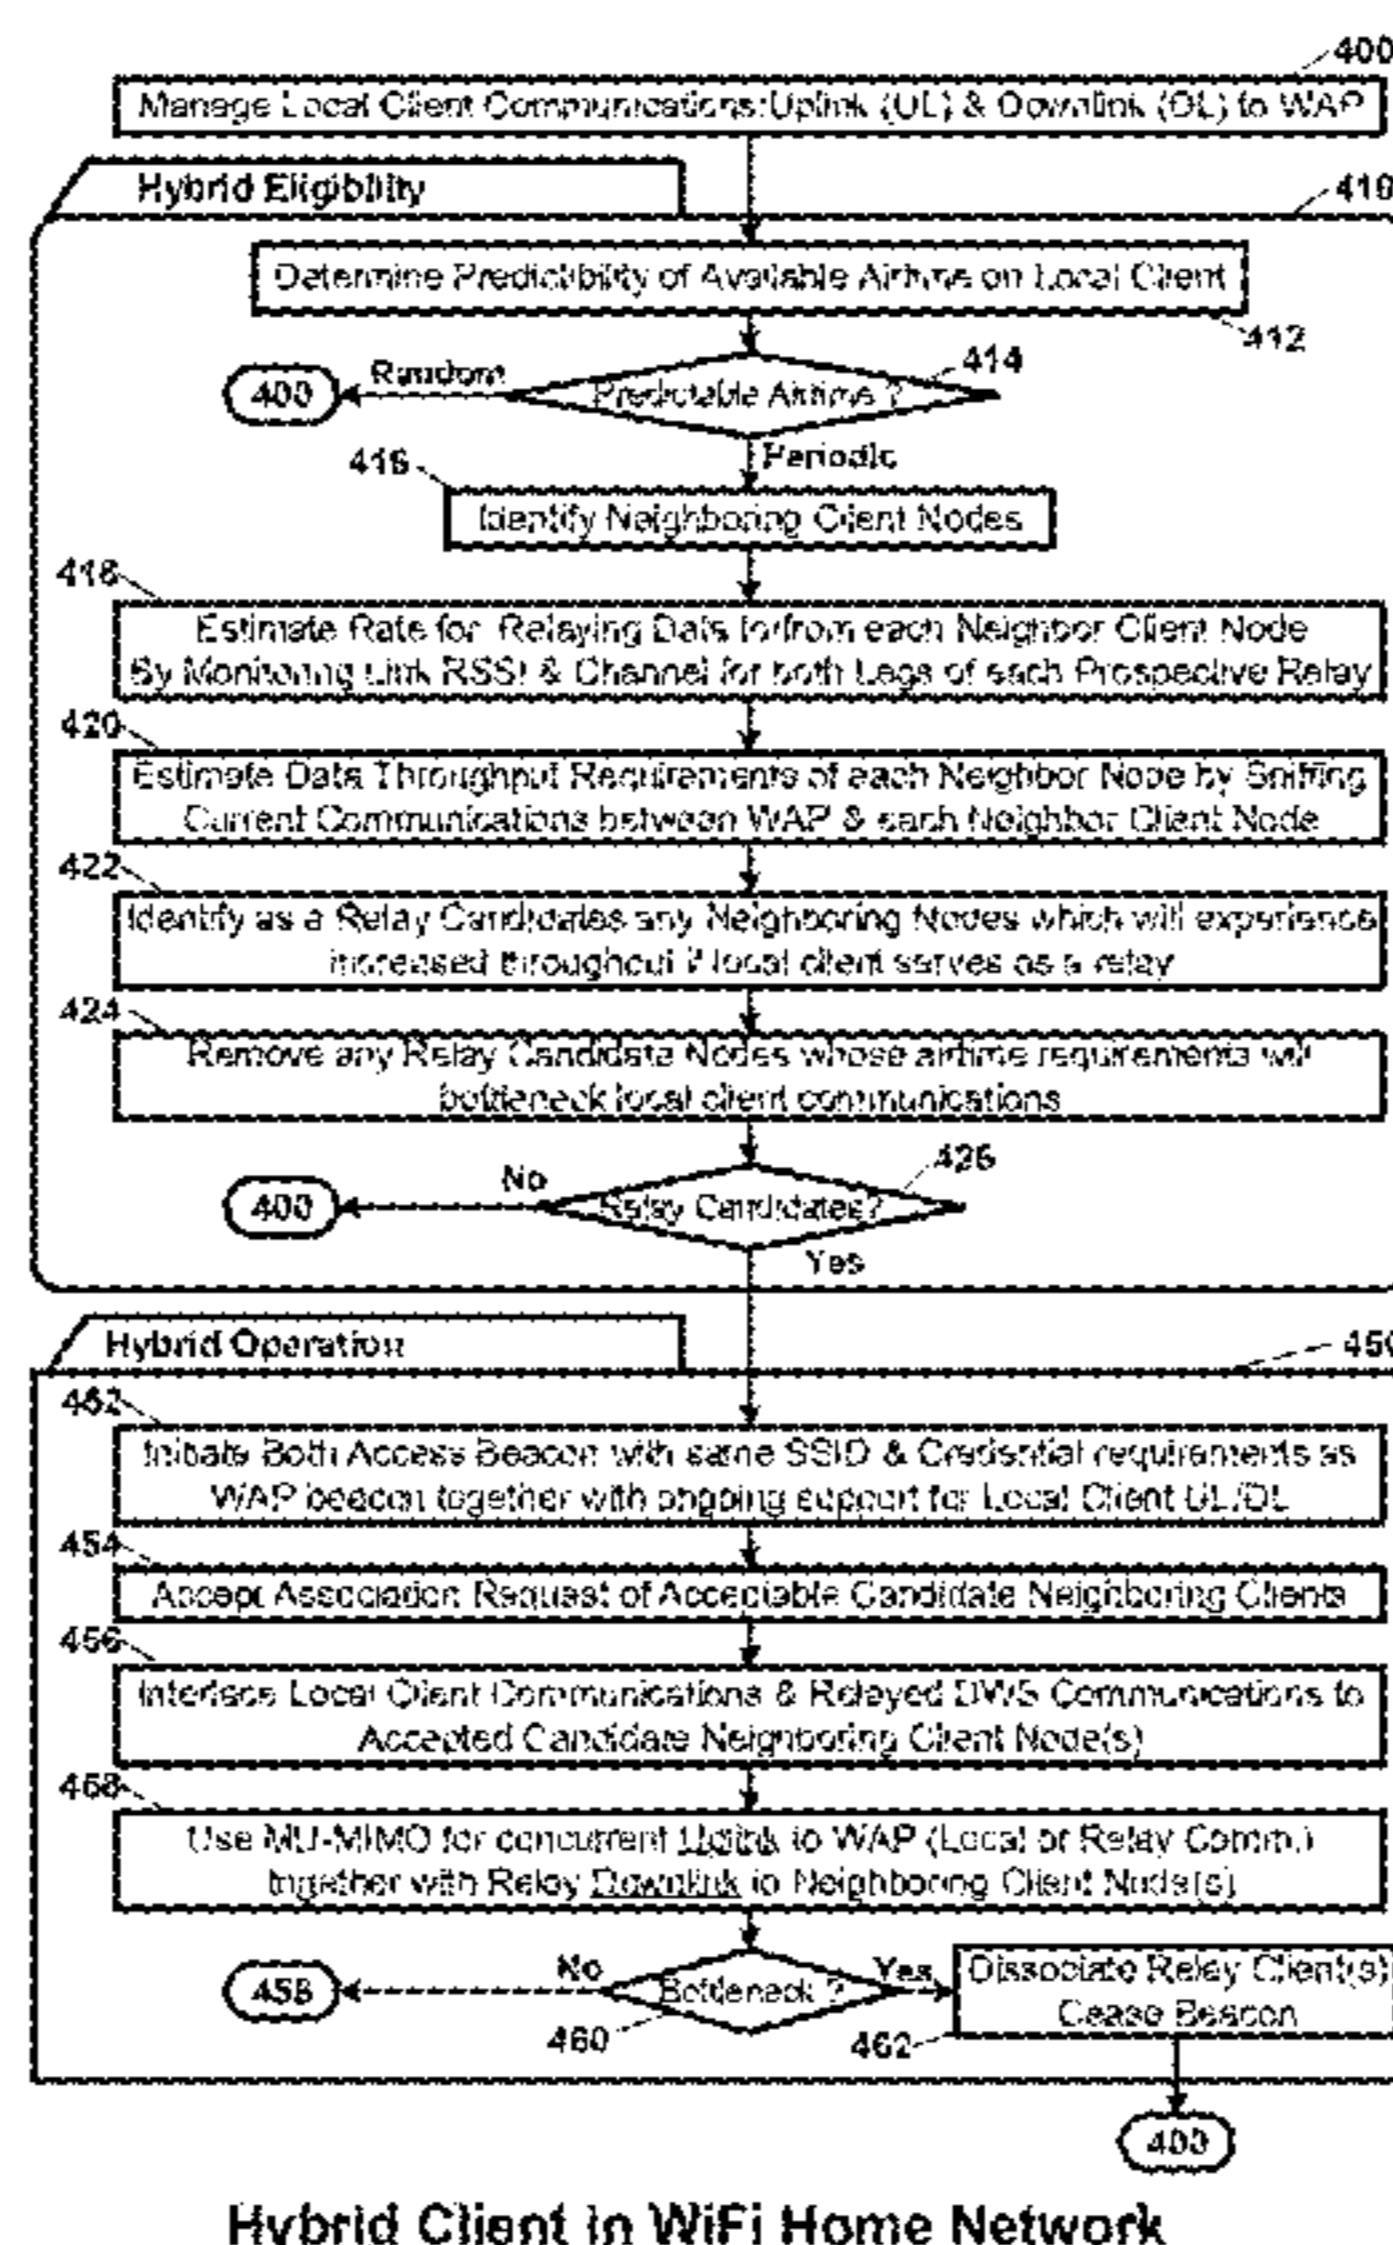 400
Manage Local Client Communications:Uplink (UL) & Downlink (DL) to WAP
Hybrid Eligibility
410
Determine Predictibility of Available Airtime on Local Client
412
414
Random
Predictable Airtime ?
400
Periodic
416
Identify Neighboring Client Nodes
418
Estimate Rate for Relaying Data to/from each Neighbor Client Node
By Monitoring Link RSSI & Channel for both Legs of each Prospective Relay
420
Estimate Data Throughput Requirements of each Neighbor Node by Sniffing
Current Communications between WAP & each Neighbor Client Node
422
Identify as a Relay Candidates any Neighboring Nodes which will experience
increased throughput if local client serves as a relay
424
Remove any Relay Candidate Nodes whose airtime requirements will
bottleneck local client communications
426
No
Relay Candidates?
400
Yes
Hybrid Operation
450
452
Initiate Both Access Beacon with same SSID & Credential requirements as
WAP beacon together with ongoing support for Local Client UL/DL
454
Accept Association Request of Acceptable Candidate Neighboring Clients
456
Interlace Local Client Communications & Relayed DWS Communications to
Accepted Candidate Neighboring Client Node(s)
458
Use MU-MIMO for concurrent Uplink to WAP (Local or Relay Comm.)
together with Relay Downlink to Neighboring Client Node(s)
No
Yes
458
Bottleneck ?
Dissociate Relay Client(s)
Cease Beacon
460
462
400
Hybrid Client in WiFi Home Network